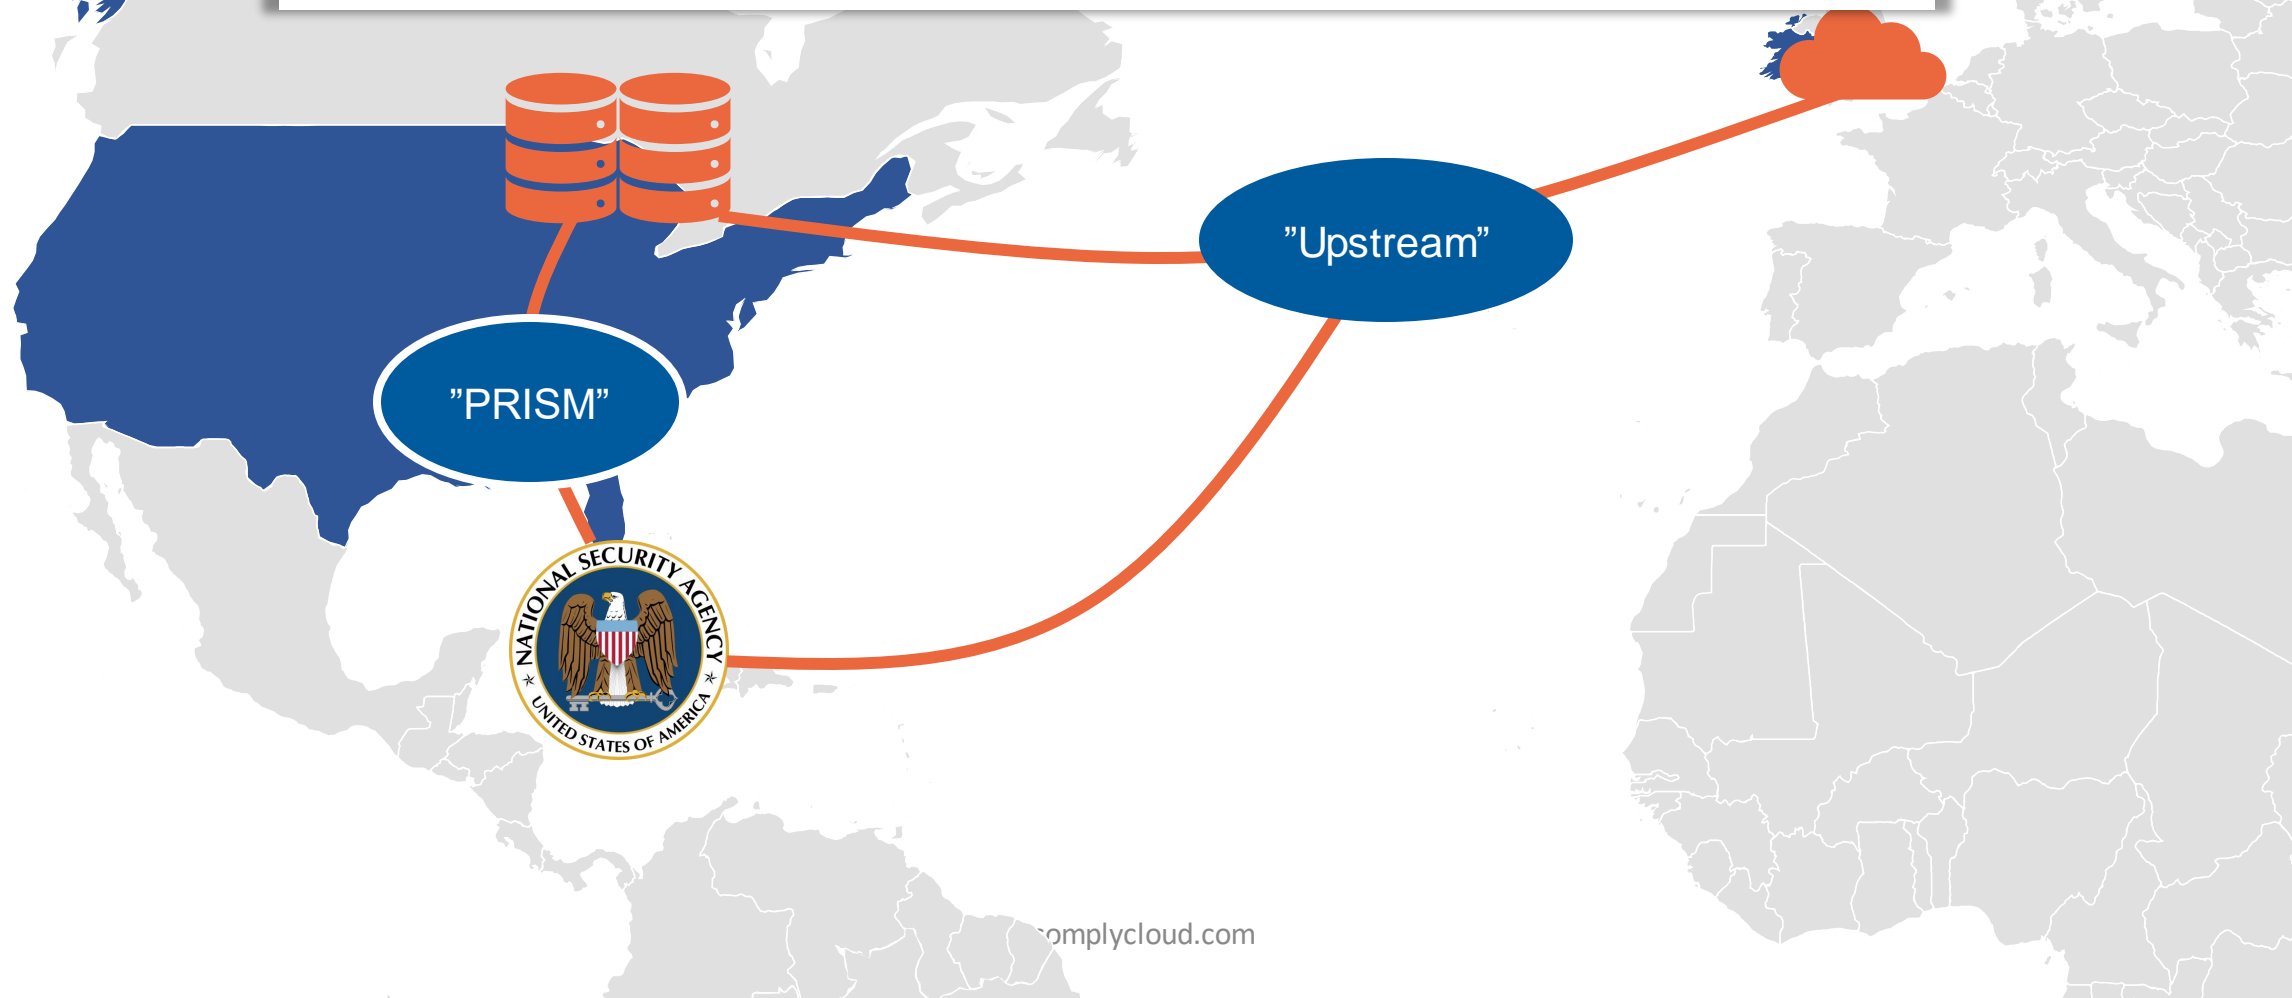 ”Upstream”
”PRISM”
NATIONAL SECURITY AGENCY
UNITED STATES OF AMERICA
omplycloud.com